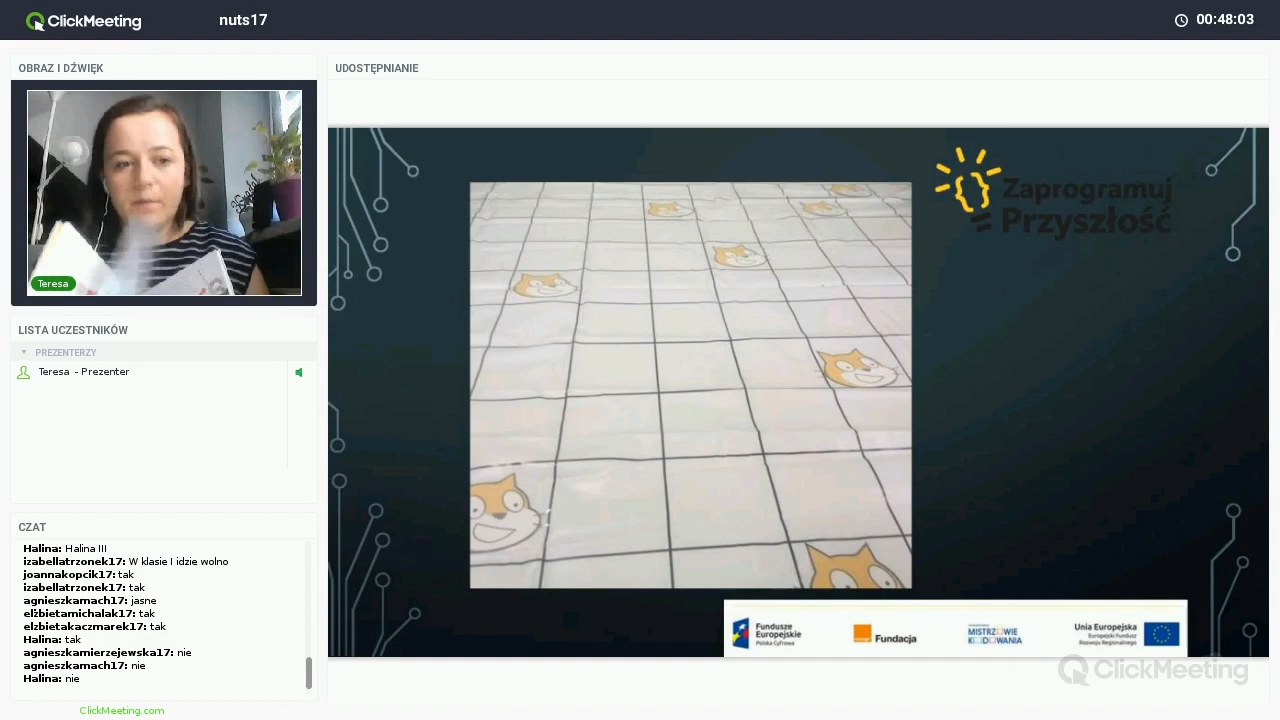 ClickMeeting
nuts17
00:48:03
OBRAZ I DŹWIĘK
Teresa
LISTA UCZESTNIKÓW
PREZENTERZY
Teresa - Prezenter
CZAT
Halina: Halina III
izabellatrzonek17: W klasie I idzie wolno
joannakopcik17: tak
izabellatrzonek17: tak
agnieszkamach17: jasne
elżbietamichalak17: tak
elzbietakaczmarek17: tak
Halina: tak
agnieszkamierzejewska17: nie
agnieszkamach17: nie
Halina: nie
ClickMeeting.com
UDOSTĘPNIANIE
Zaprogramuj
Przyszłość
Fundusze
Europejskie
Polska Cyfrowa
Fundacja
MISTRZOWIE
KODOWANIA
Unia Europejska
Europejski Fundusz
Rozwoju Regionalnego
ClickMeeting